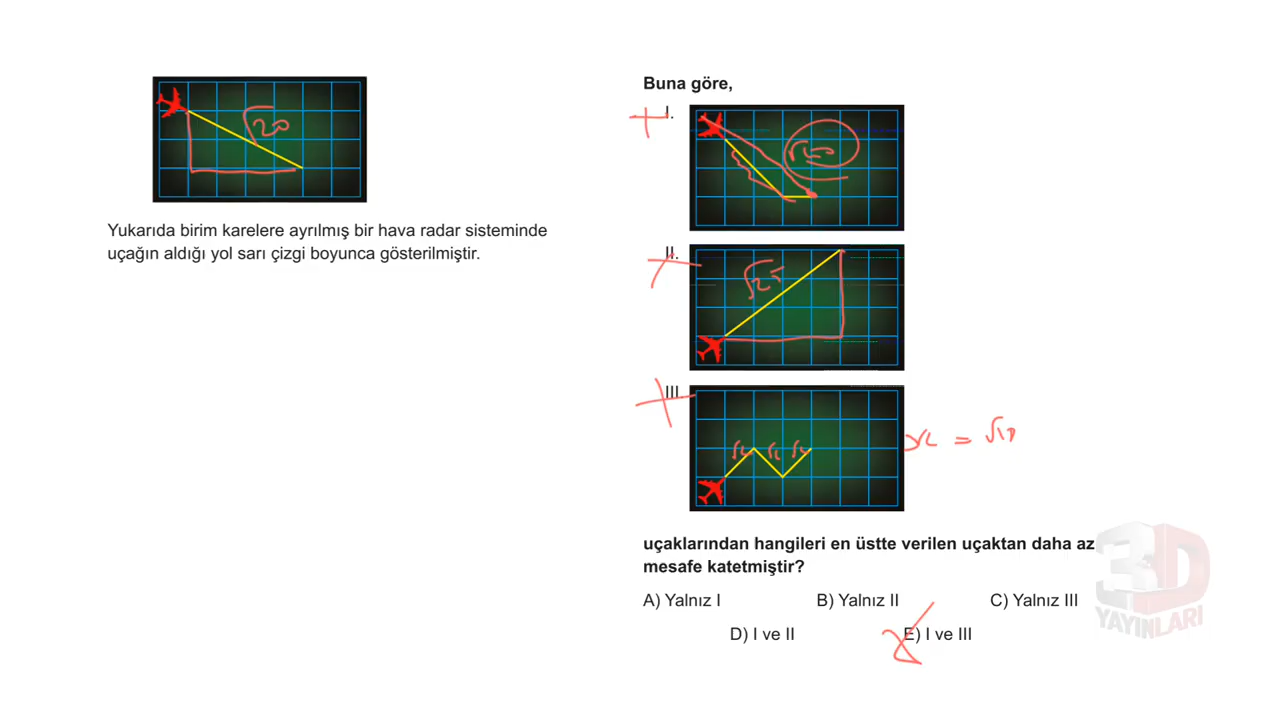 Buna göre,
I.
√20
Yukarıda birim karelere ayrılmış bir hava radar sisteminde
uçağın aldığı yol sarı çizgi boyunca gösterilmiştir.
II.
√25
III.
uçaklarından hangileri en üstte verilen uçaktan daha az
mesafe katetmiştir?
A) Yalnız I B) Yalnız II C) Yalnız III
D) I ve II E) I ve III
3D
YAYINLARI